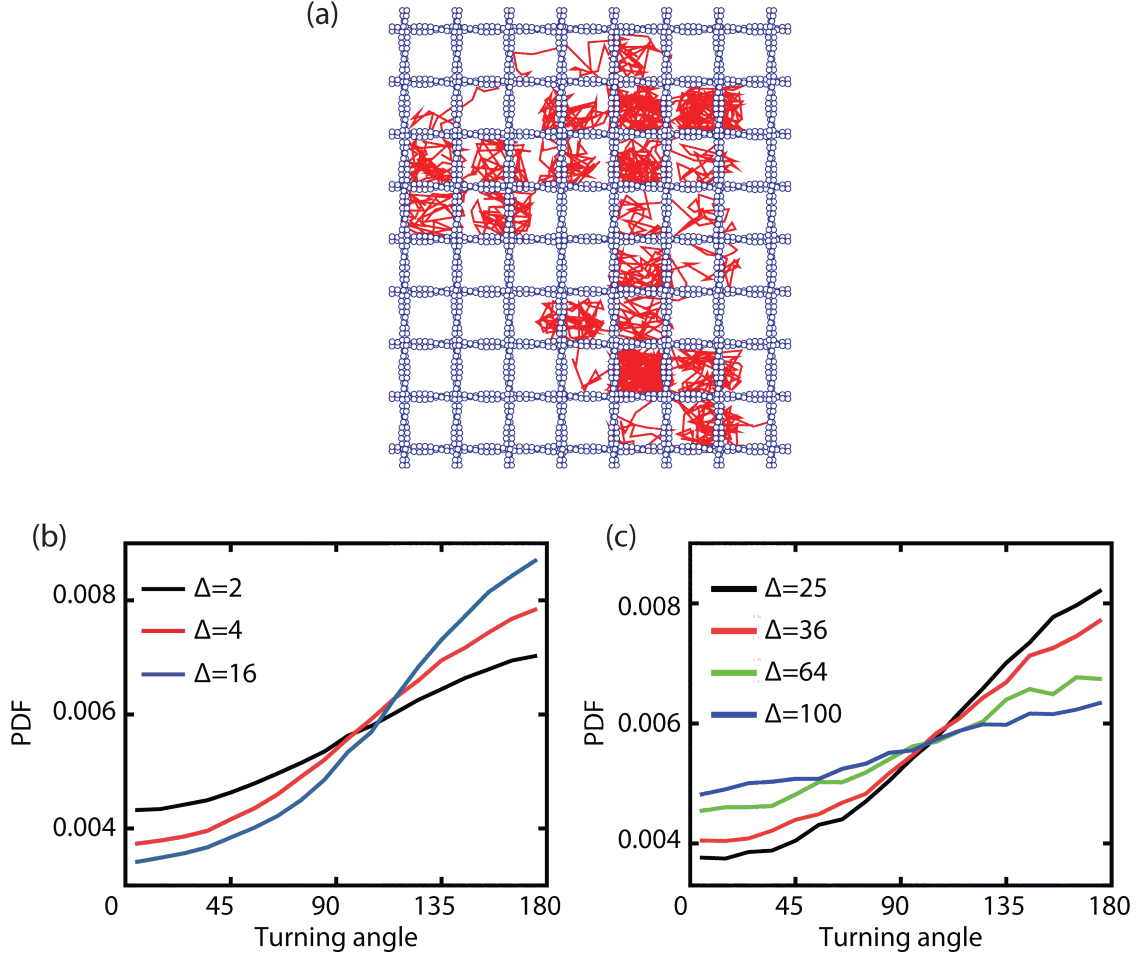 (a)
(b)
0.008
0.006
0.004
PDF
Δ=2
Δ=4
Δ=16
0 45 90 135 180
Turning angle
(c)
0.008
0.006
0.004
PDF
Δ=25
Δ=36
Δ=64
Δ=100
0 45 90 135 180
Turning angle